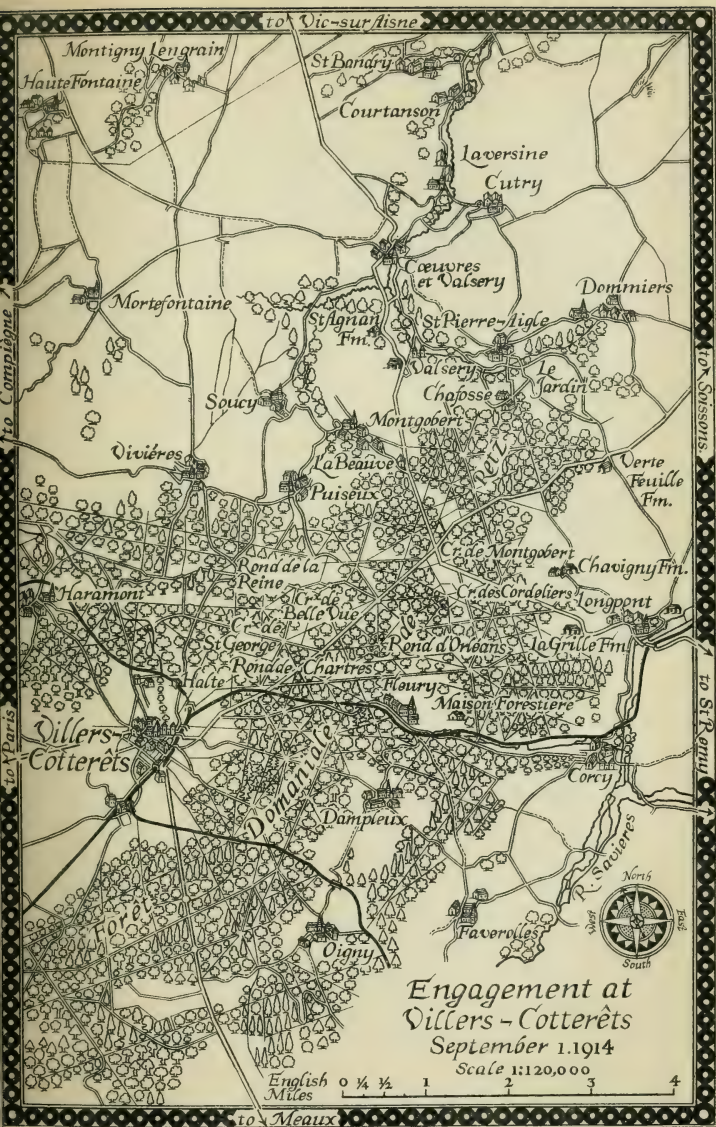 to Vic-sur-Aisne
Montigny Lengrain
St Bandry
Haute Fontaine
Courtanson
Laversine
Cutry
Cœuvres
et Valsery
to Compiègne
Mortefontaine
Dommiers
St Agnan
Fm.
St Pierre-Aigle
Valsery
Le
Jardin
to Soissons.
Chafosse
Soucy
Montgobert
Retz
Vivières
La Beauve
Puiseux
Verte
Feuille
Fm.
Cr. de Montgobert
Rond de la
Reine
Chavigny Fm.
Haramont
Cr. de
Belle Vue
Cr. des Cordeliers
Longpont
Cr. de
St George
de
Rond d'Orleans
La Grille Fm.
Rond de Chartres
Halte
Fleury
Maison Forestiere
to Paris
Villers-
Cotterêts
to St Remy
Corcy
Domaniale
Dampleux
R. Savières
North
West
East
South
Forêt
Faverolles
Oigny
Engagement at
Villers-Cotterêts
September 1.1914
Scale 1:120,000
English
Miles
0 ¼ ½ 1 2 3 4
to Meaux